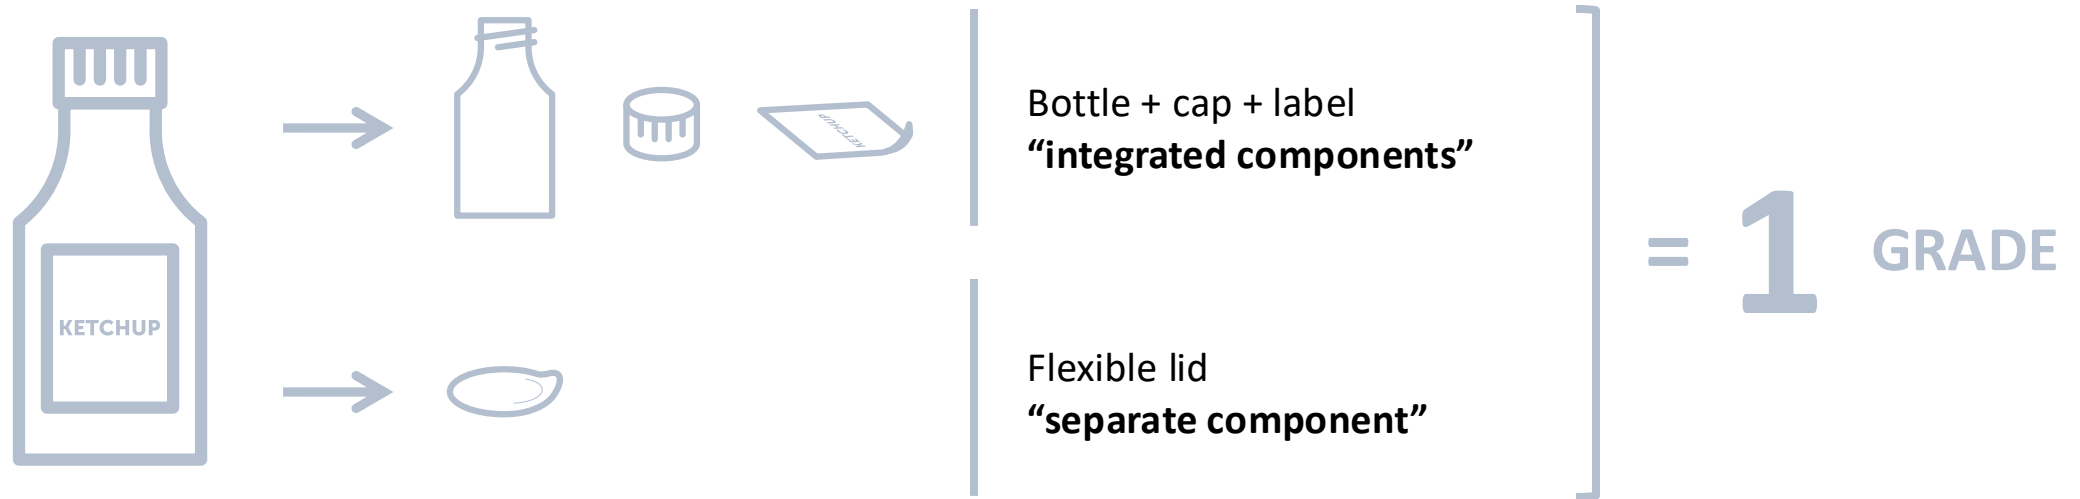 KETCHUP
KETCHUP
Bottle + cap + label
“integrated components”
Flexible lid
“separate component”
= 1 GRADE